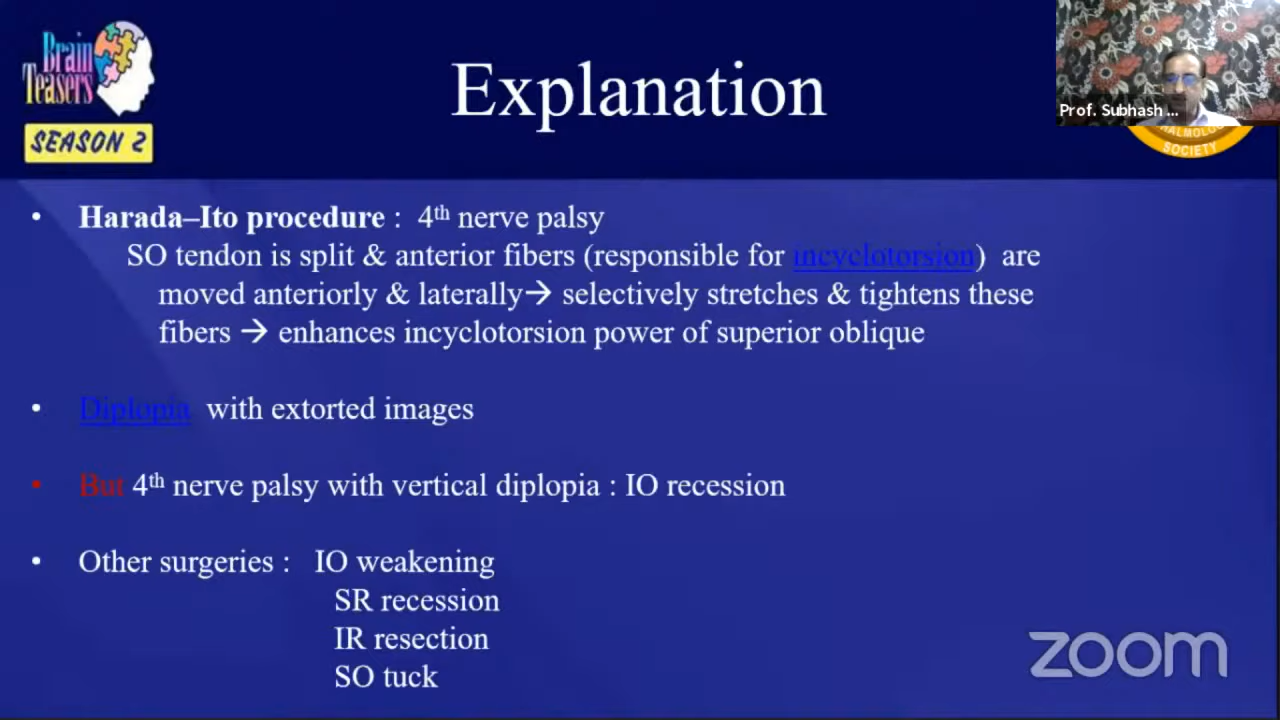 Brain
Teasers
SEASON 2
Explanation
Prof. Subhash ...
SOCIETY
• Harada–Ito procedure : 4th nerve palsy
SO tendon is split & anterior fibers (responsible for incyclotorsion) are
moved anteriorly & laterally→ selectively stretches & tightens these
fibers → enhances incyclotorsion power of superior oblique
• Diplopia with extorted images
• But 4th nerve palsy with vertical diplopia : IO recession
• Other surgeries : IO weakening
SR recession
IR resection
SO tuck
zoom